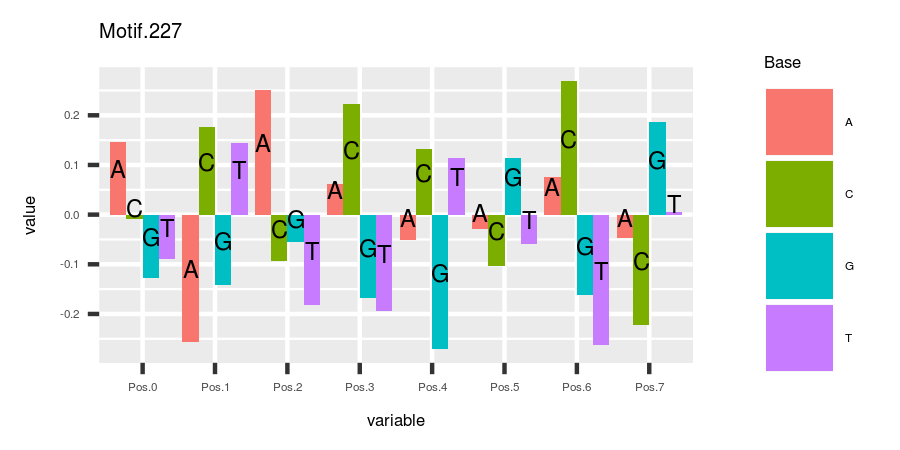 Motif.227
Base
A
C
G
T
value
0.2
0.1
0.0
-0.1
-0.2
A C G T
A C G T
A C G T
A C G T
A C G T
A C G T
A C G T
A C G T
Pos.0 Pos.1 Pos.2 Pos.3 Pos.4 Pos.5 Pos.6 Pos.7
variable